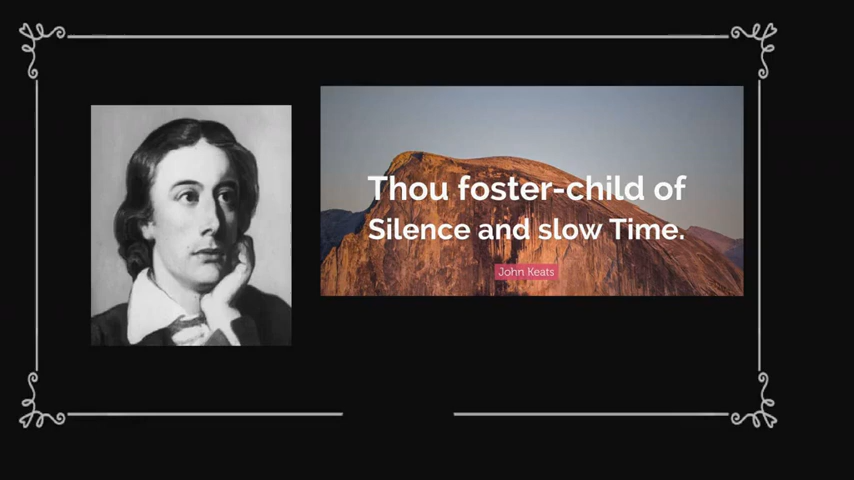 Thou foster-child of
Silence and slow Time.
John Keats